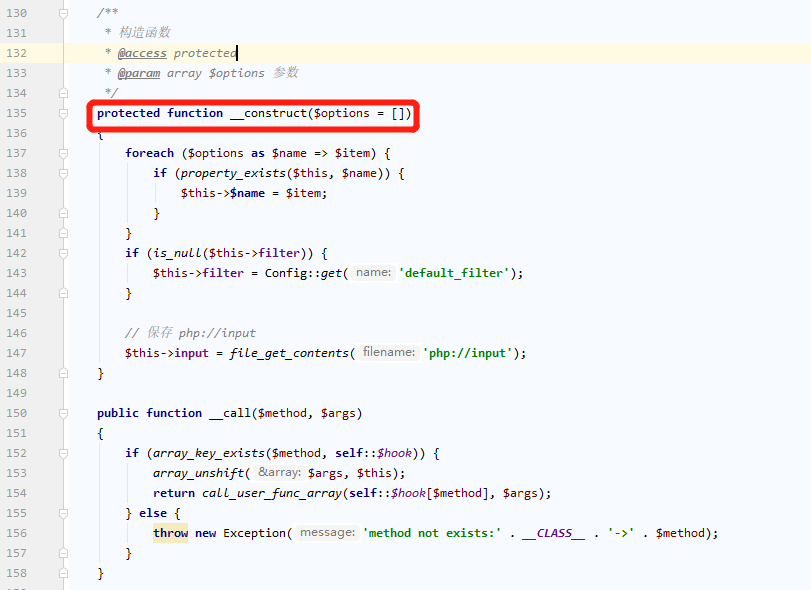 130 /**
131 * 构造函数
132 * @access protected
133 * @param array $options 参数
134 */
135 protected function __construct($options = [])
136 {
137 foreach ($options as $name => $item) {
138 if (property_exists($this, $name)) {
139 $this->$name = $item;
140 }
141 }
142 if (is_null($this->filter)) {
143 $this->filter = Config::get( name: 'default_filter');
144 }
145
146 // 保存 php://input
147 $this->input = file_get_contents( filename: 'php://input');
148 }
149
150 public function __call($method, $args)
151 {
152 if (array_key_exists($method, self::$hook)) {
153 array_unshift( &array: $args, $this);
154 return call_user_func_array(self::$hook[$method], $args);
155 } else {
156 throw new Exception( message: 'method not exists:' . __CLASS__ . '->' . $method);
157 }
158 }